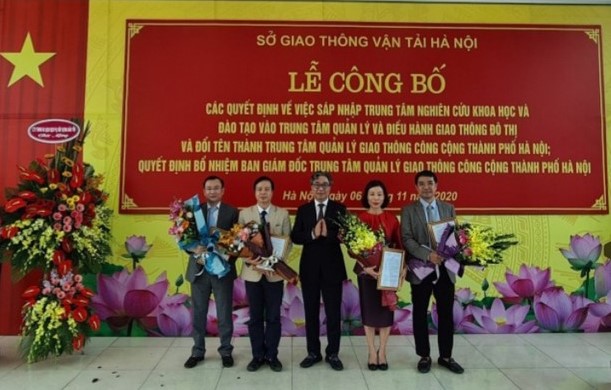 SỞ GIAO THÔNG VẬN TẢI HÀ NỘI
LỄ CÔNG BỐ
CÁC QUYẾT ĐỊNH VỀ VIỆC SÁP NHẬP TRUNG TÂM NGHIÊN CỨU KHOA HỌC VÀ
ĐÀO TẠO VÀO TRUNG TÂM QUẢN LÝ VÀ ĐIỀU HÀNH GIAO THÔNG ĐÔ THỊ
VÀ ĐỔI TÊN THÀNH TRUNG TÂM QUẢN LÝ GIAO THÔNG CÔNG CỘNG THÀNH PHỐ HÀ NỘI;
QUYẾT ĐỊNH BỔ NHIỆM BAN GIÁM ĐỐC TRUNG TÂM QUẢN LÝ GIAO THÔNG CÔNG CỘNG THÀNH PHỐ HÀ NỘI
Hà Nội, ngày 06 11 năm 2020